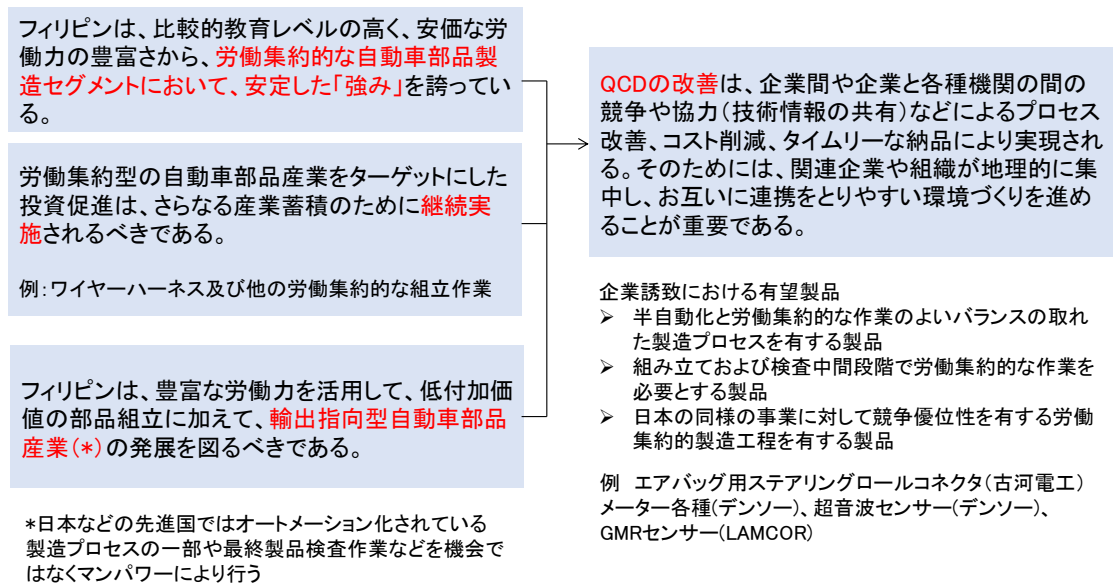 フィリピンは、比較的教育レベルの高く、安価な労
働力の豊富さから、労働集約的な自動車部品製
造セグメントにおいて、安定した「強み」を誇ってい
る。
労働集約型の自動車部品産業をターゲットにした
投資促進は、さらなる産業蓄積のために継続実
施されるべきである。
例：ワイヤーハーネス及び他の労働集約的な組立作業
フィリピンは、豊富な労働力を活用して、低付加価
値の部品組立に加えて、輸出指向型自動車部品
産業(*)の発展を図るべきである。
*日本などの先進国ではオートメーション化されている
製造プロセスの一部や最終製品検査作業などを機会で
はなくマンパワーにより行う
QCDの改善は、企業間や企業と各種機関の間の
競争や協力(技術情報の共有)などによるプロセス
改善、コスト削減、タイムリーな納品により実現され
る。そのためには、関連企業や組織が地理的に集
中し、お互いに連携をとりやすい環境づくりを進め
ることが重要である。
企業誘致における有望製品
➢ 半自動化と労働集約的な作業のよいバランスの取れ
た製造プロセスを有する製品
➢ 組み立ておよび検査中間段階で労働集約的な作業を
必要とする製品
➢ 日本の同様の事業に対して競争優位性を有する労働
集約的製造工程を有する製品
例 エアバッグ用ステアリングロールコネクタ(古河電工)
メーター各種(デンソー)、超音波センサー(デンソー)、
GMRセンサー(LAMCOR)